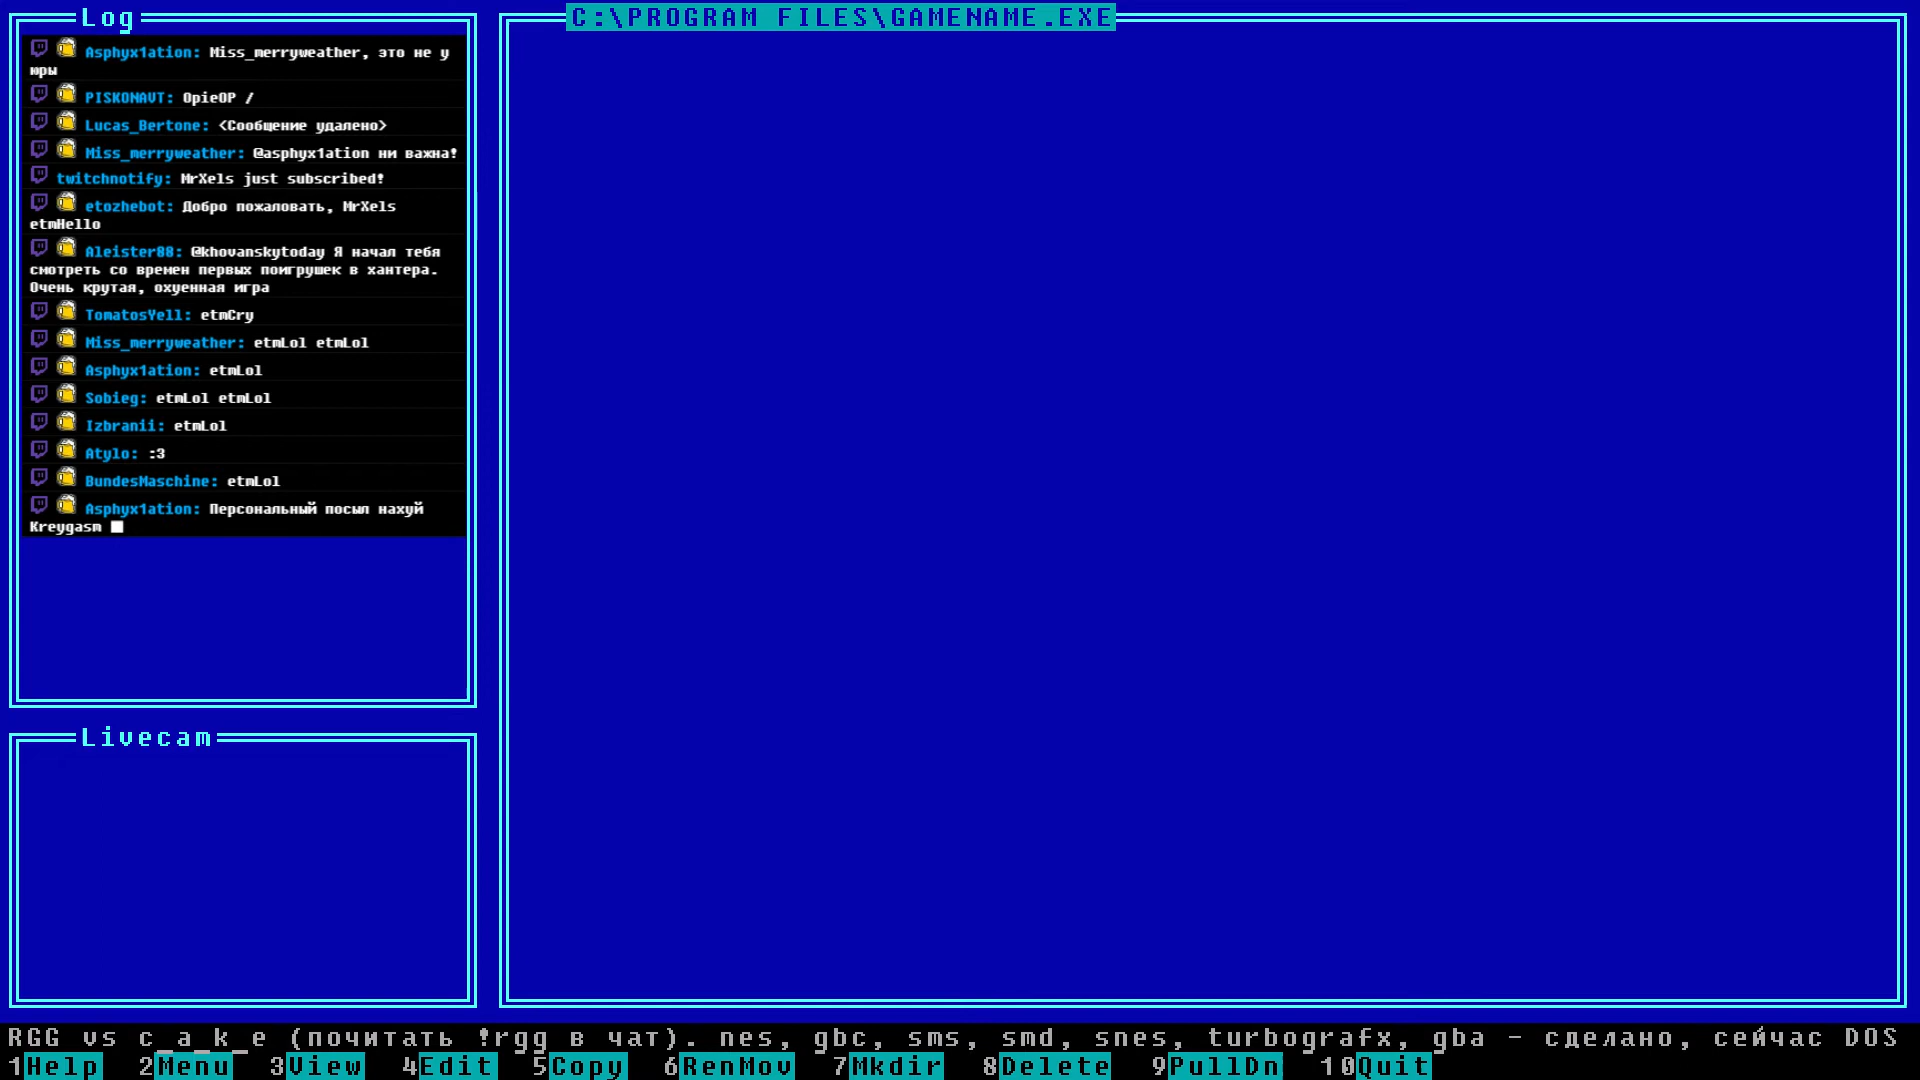 Log
Asphyx1ation: Miss_merryweather, это не у
юры
PISKONAVT: OpieOP /
Lucas_Bertone: <Сообщение удалено>
Miss_merryweather: @asphyx1ation ни важна!
twitchnotify: MrXels just subscribed!
etozhebot: Добро пожаловать, MrXels
etmHello
Aleister88: @khovanskytoday Я начал тебя
смотреть со времен первых поигрушек в хантера.
Очень крутая, охуенная игра
TomatosYell: etmCry
Miss_merryweather: etmLol etmLol
Asphyx1ation: etmLol
Sobieg: etmLol etmLol
Izbranii: etmLol
Atylo: :3
BundesMaschine: etmLol
Asphyx1ation: Персональный посыл нахуй
Kreygasm
Livecam
C:\PROGRAM FILES\GAMENAME.EXE
RGG vs c_a_k_e (почитать !rgg в чат). nes, gbc, sms, smd, snes, turbografx, gba - сделано, сейчас DOS
1Help 2Menu 3View 4Edit 5Copy 6RenMov 7Mkdir 8Delete 9PullDn 10Quit